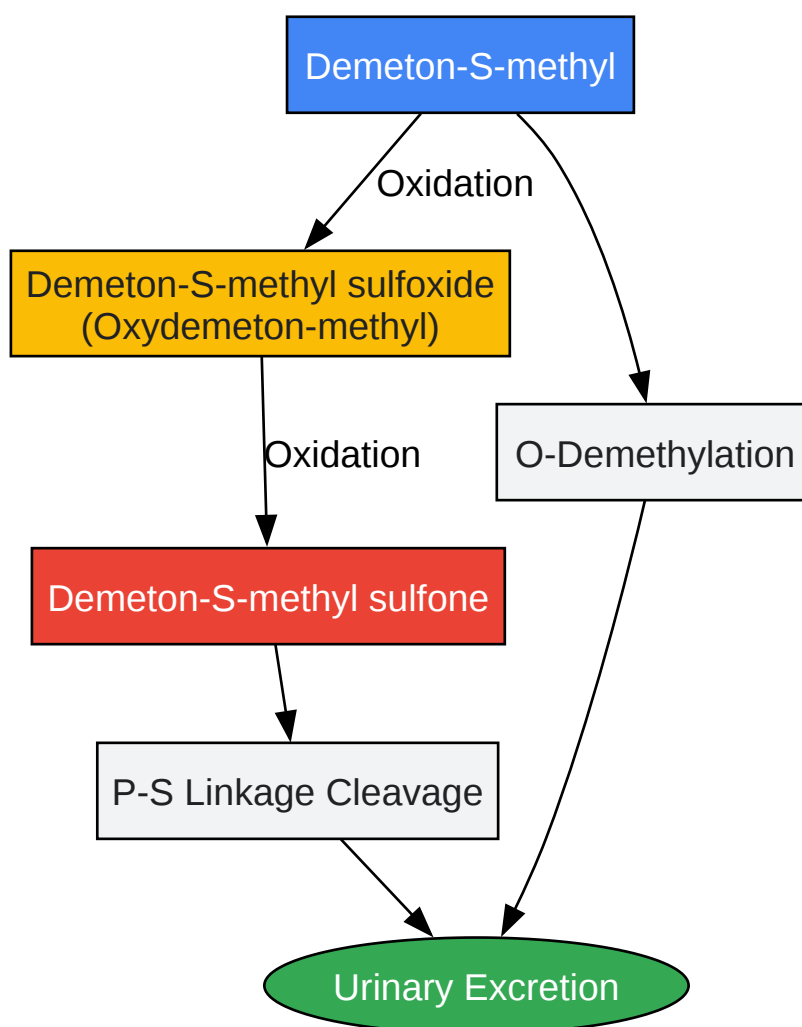 Demeton-S-methyl
Oxidation
Demeton-S-methyl sulfoxide
(Oxydemeton-methyl)
Oxidation
O-Demethylation
Demeton-S-methyl sulfone
P-S Linkage Cleavage
Urinary Excretion